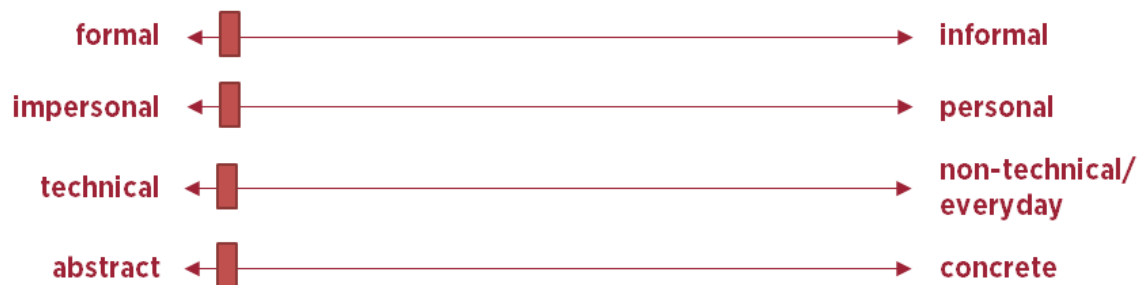 formal informal
impersonal personal
technical non-technical/
everyday
abstract concrete